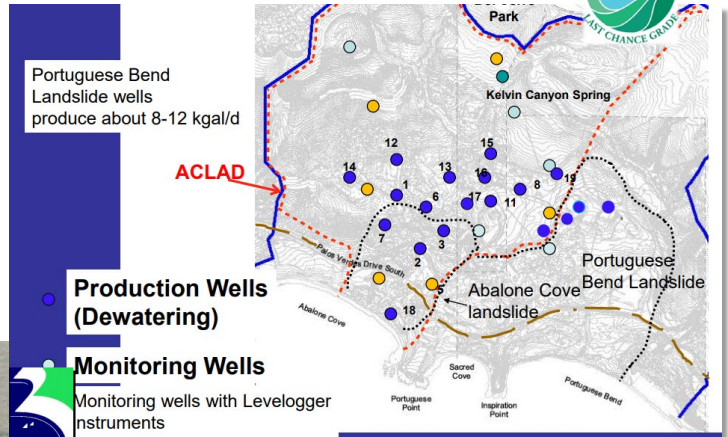 Park
LAST CHANCE GRADE
Kelvin Canyon Spring
Portuguese Bend
Landslide wells
produce about 8-12 kgal/d
ACLAD
12
15
14
13
16
19
1
8
6
17
11
7
3
2
Palos Verdes Drive South
5
18
Portuguese
Bend Landslide
Abalone Cove
landslide
Abalone Cove
Sacred
Cove
Portuguese
Point
Inspiration
Point
Portuguese Bend
Production Wells
(Dewatering)
Monitoring Wells
Monitoring wells with Levelogger
nstruments